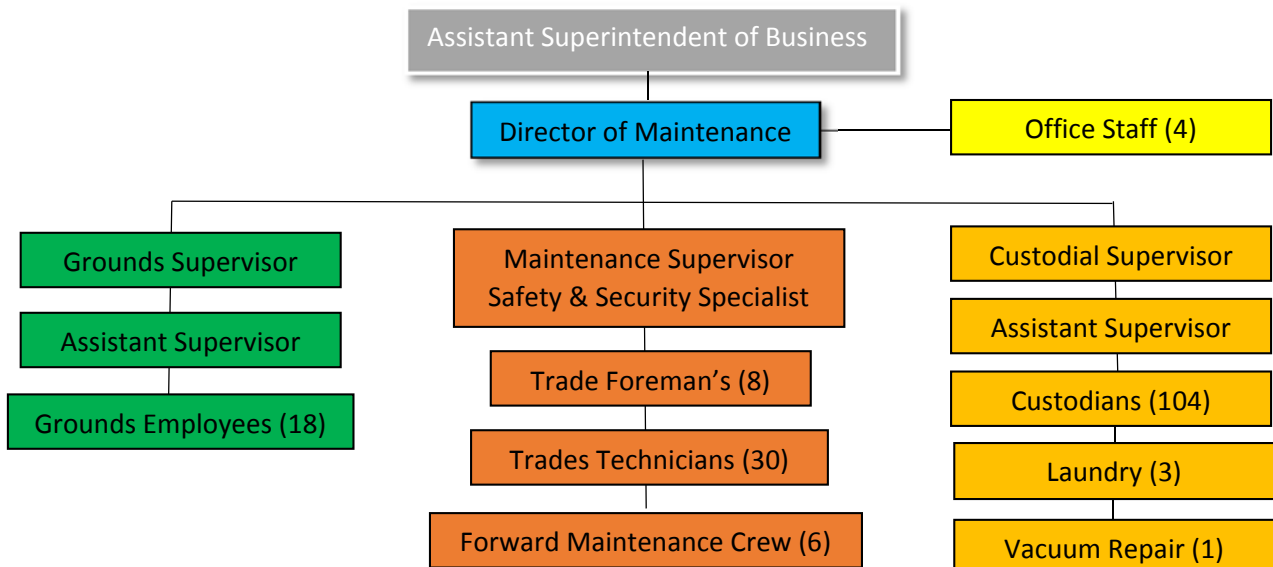 Assistant Superintendent of Business
Director of Maintenance
Office Staff (4)
Grounds Supervisor
Assistant Supervisor
Grounds Employees (18)
Maintenance Supervisor
Safety & Security Specialist
Trade Foreman’s (8)
Trades Technicians (30)
Forward Maintenance Crew (6)
Custodial Supervisor
Assistant Supervisor
Custodians (104)
Laundry (3)
Vacuum Repair (1)